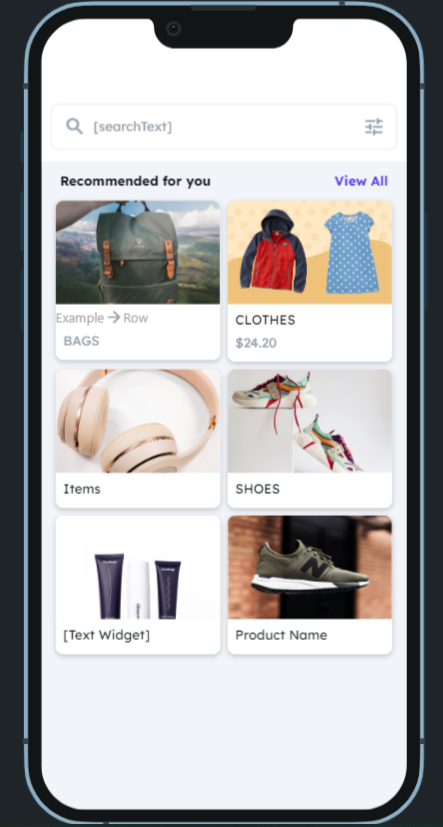 [searchText]
Recommended for you
View All
Example → Row
BAGS
CLOTHES
$24.20
Items
SHOES
[Text Widget]
Product Name
N